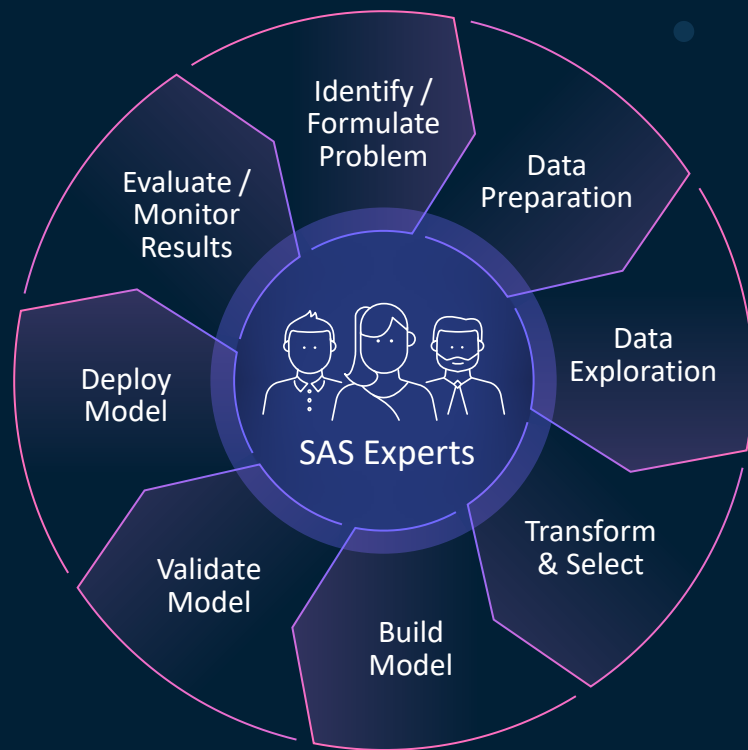 Identify /
Formulate
Problem
Data
Preparation
Data
Exploration
Transform
& Select
Build
Model
Validate
Model
Deploy
Model
Evaluate /
Monitor
Results
SAS Experts